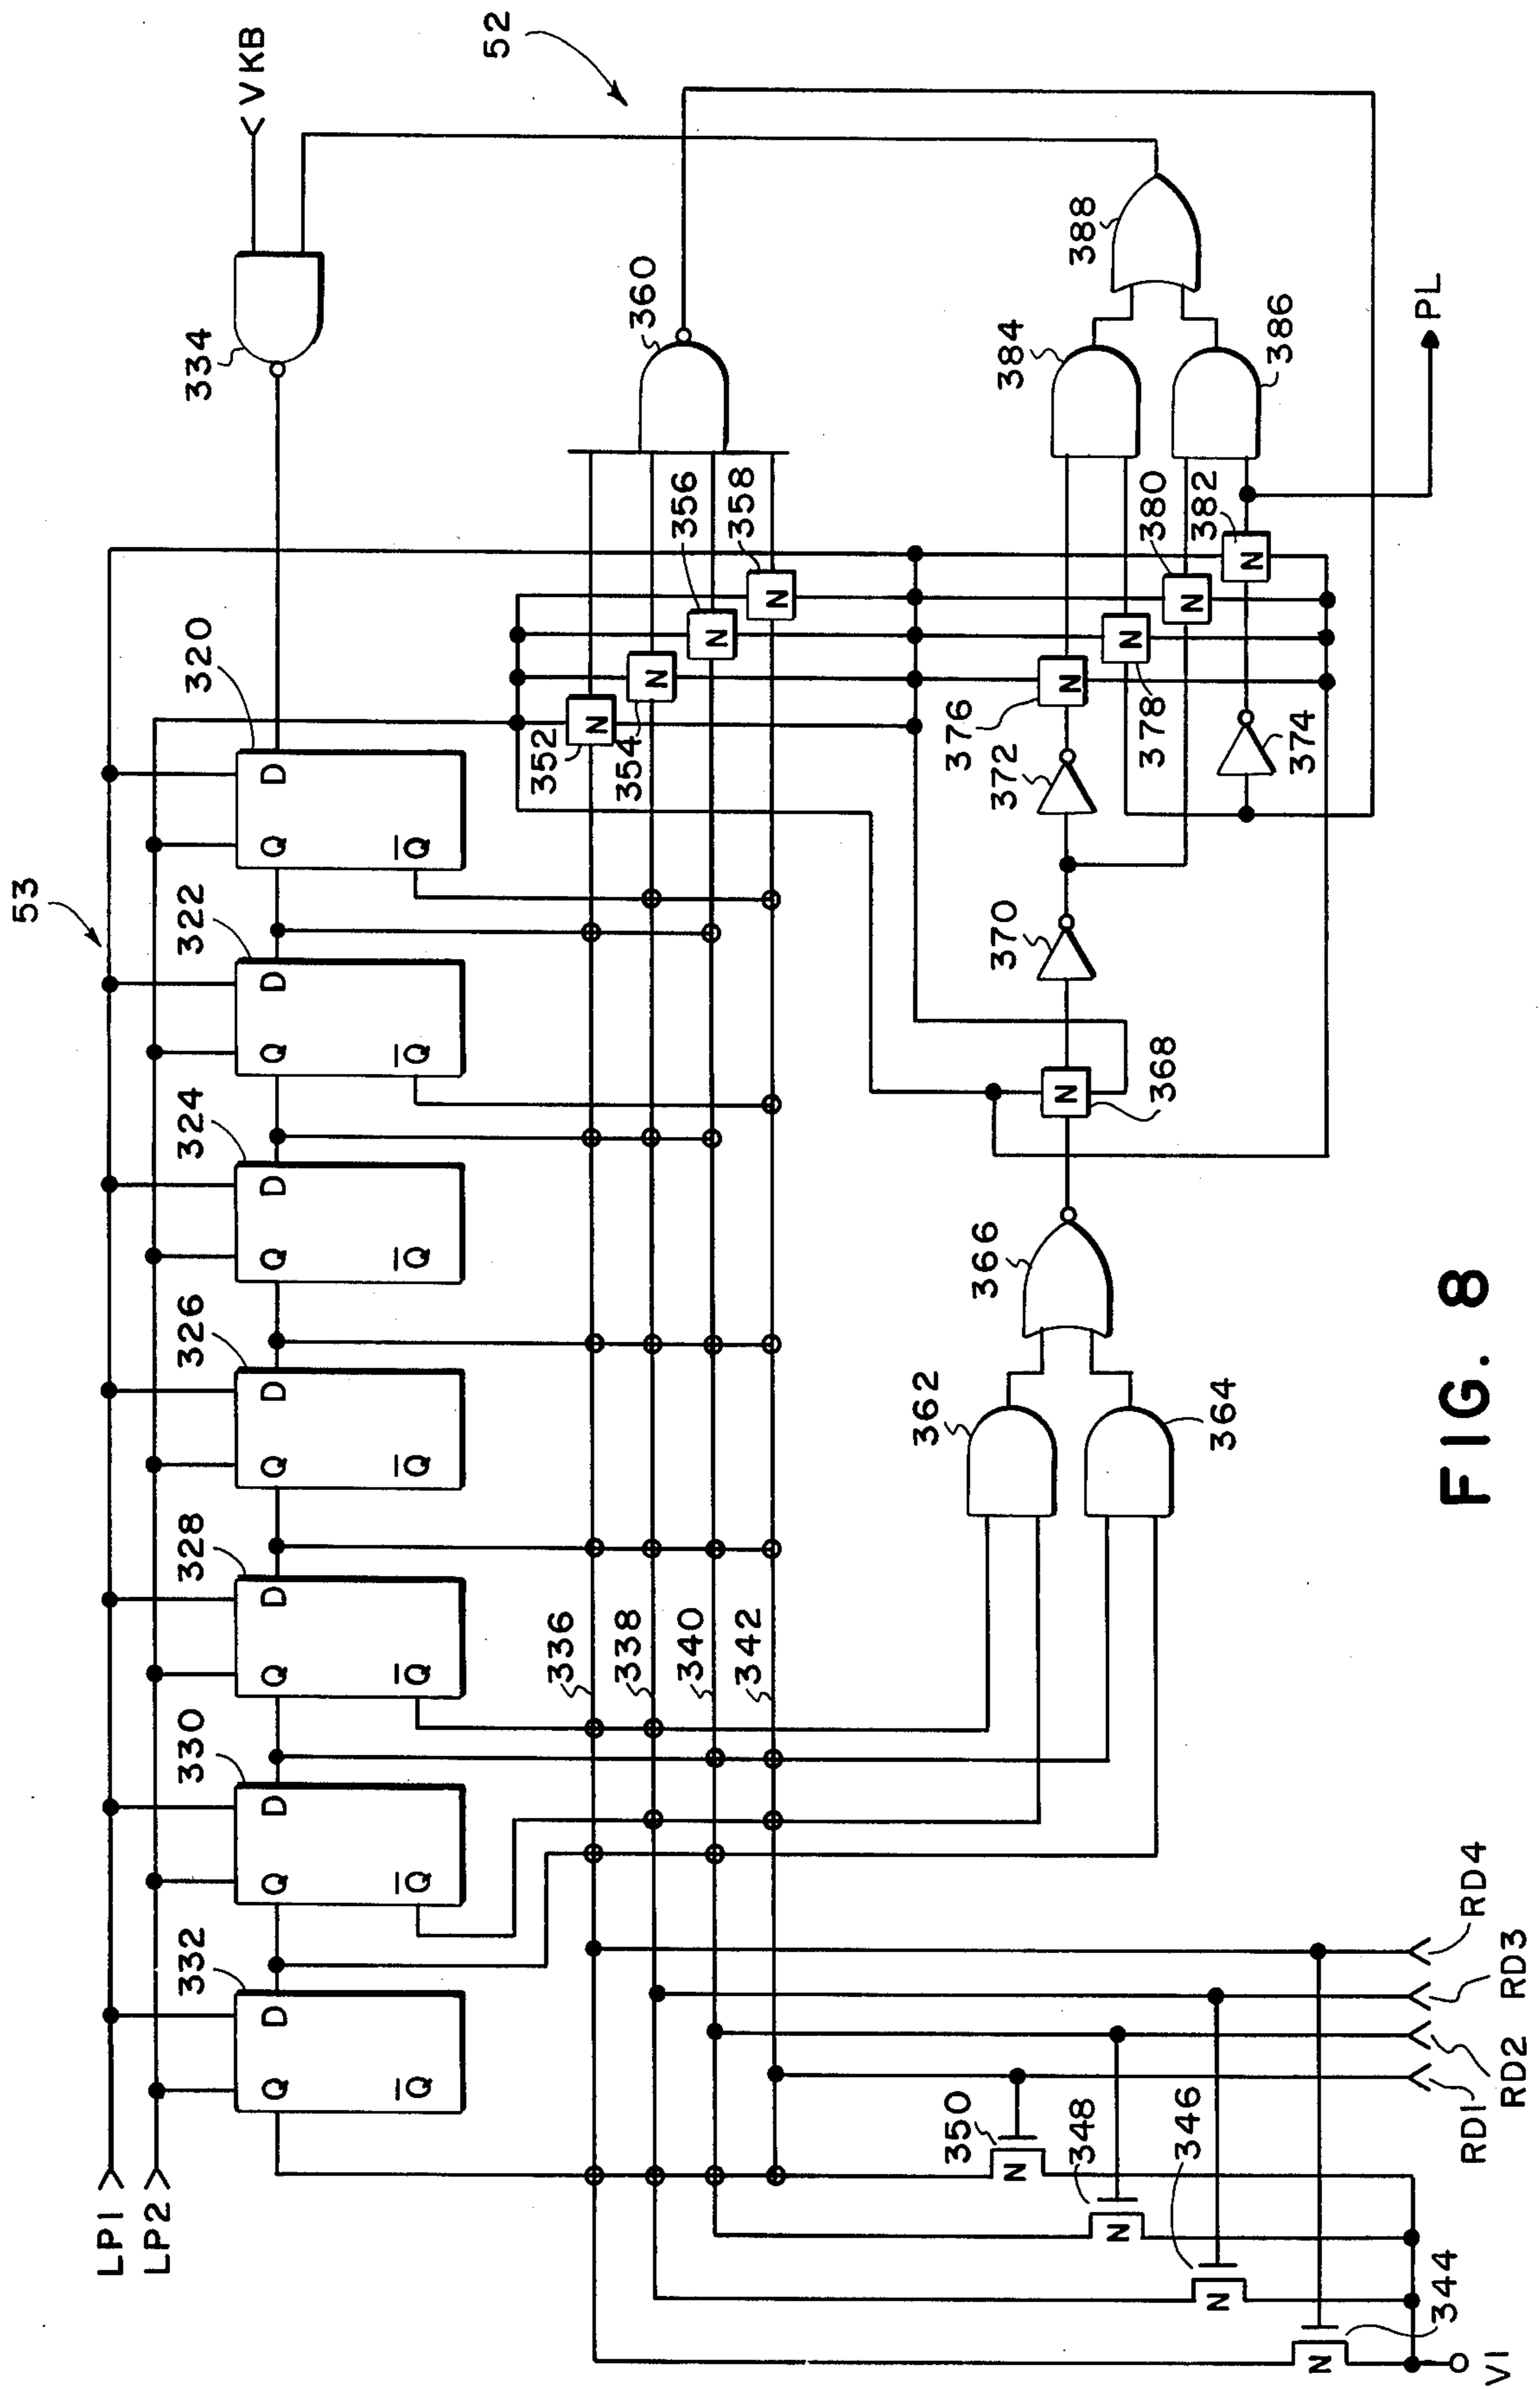 LP1
LP2
53
332
330
328
326
324
322
320
334
VKB
52
Q D
Q̅
Q D
Q̅
Q D
Q̅
Q D
Q̅
Q D
Q̅
Q D
Q̅
Q D
Q̅
336
338
340
342
352
N
354
N
356
N
358
N
360
362
364
366
368
N
370
372
374
376
N
378
N
380
N
382
N
384
386
388
PL
350
N
348
N
346
N
344
N
V1
RD1
RD2
RD3
RD4
FIG. 8